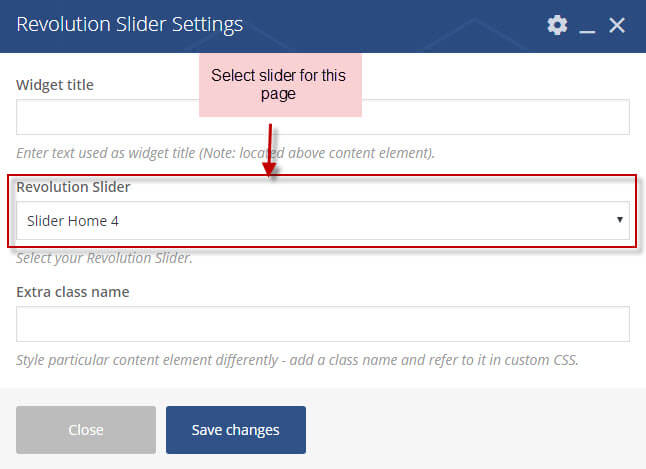 Revolution Slider Settings
Select slider for this
page
Widget title
Enter text used as widget title (Note: located above content element).
Revolution Slider
Slider Home 4
Select your Revolution Slider.
Extra class name
Style particular content element differently - add a class name and refer to it in custom CSS.
Close
Save changes